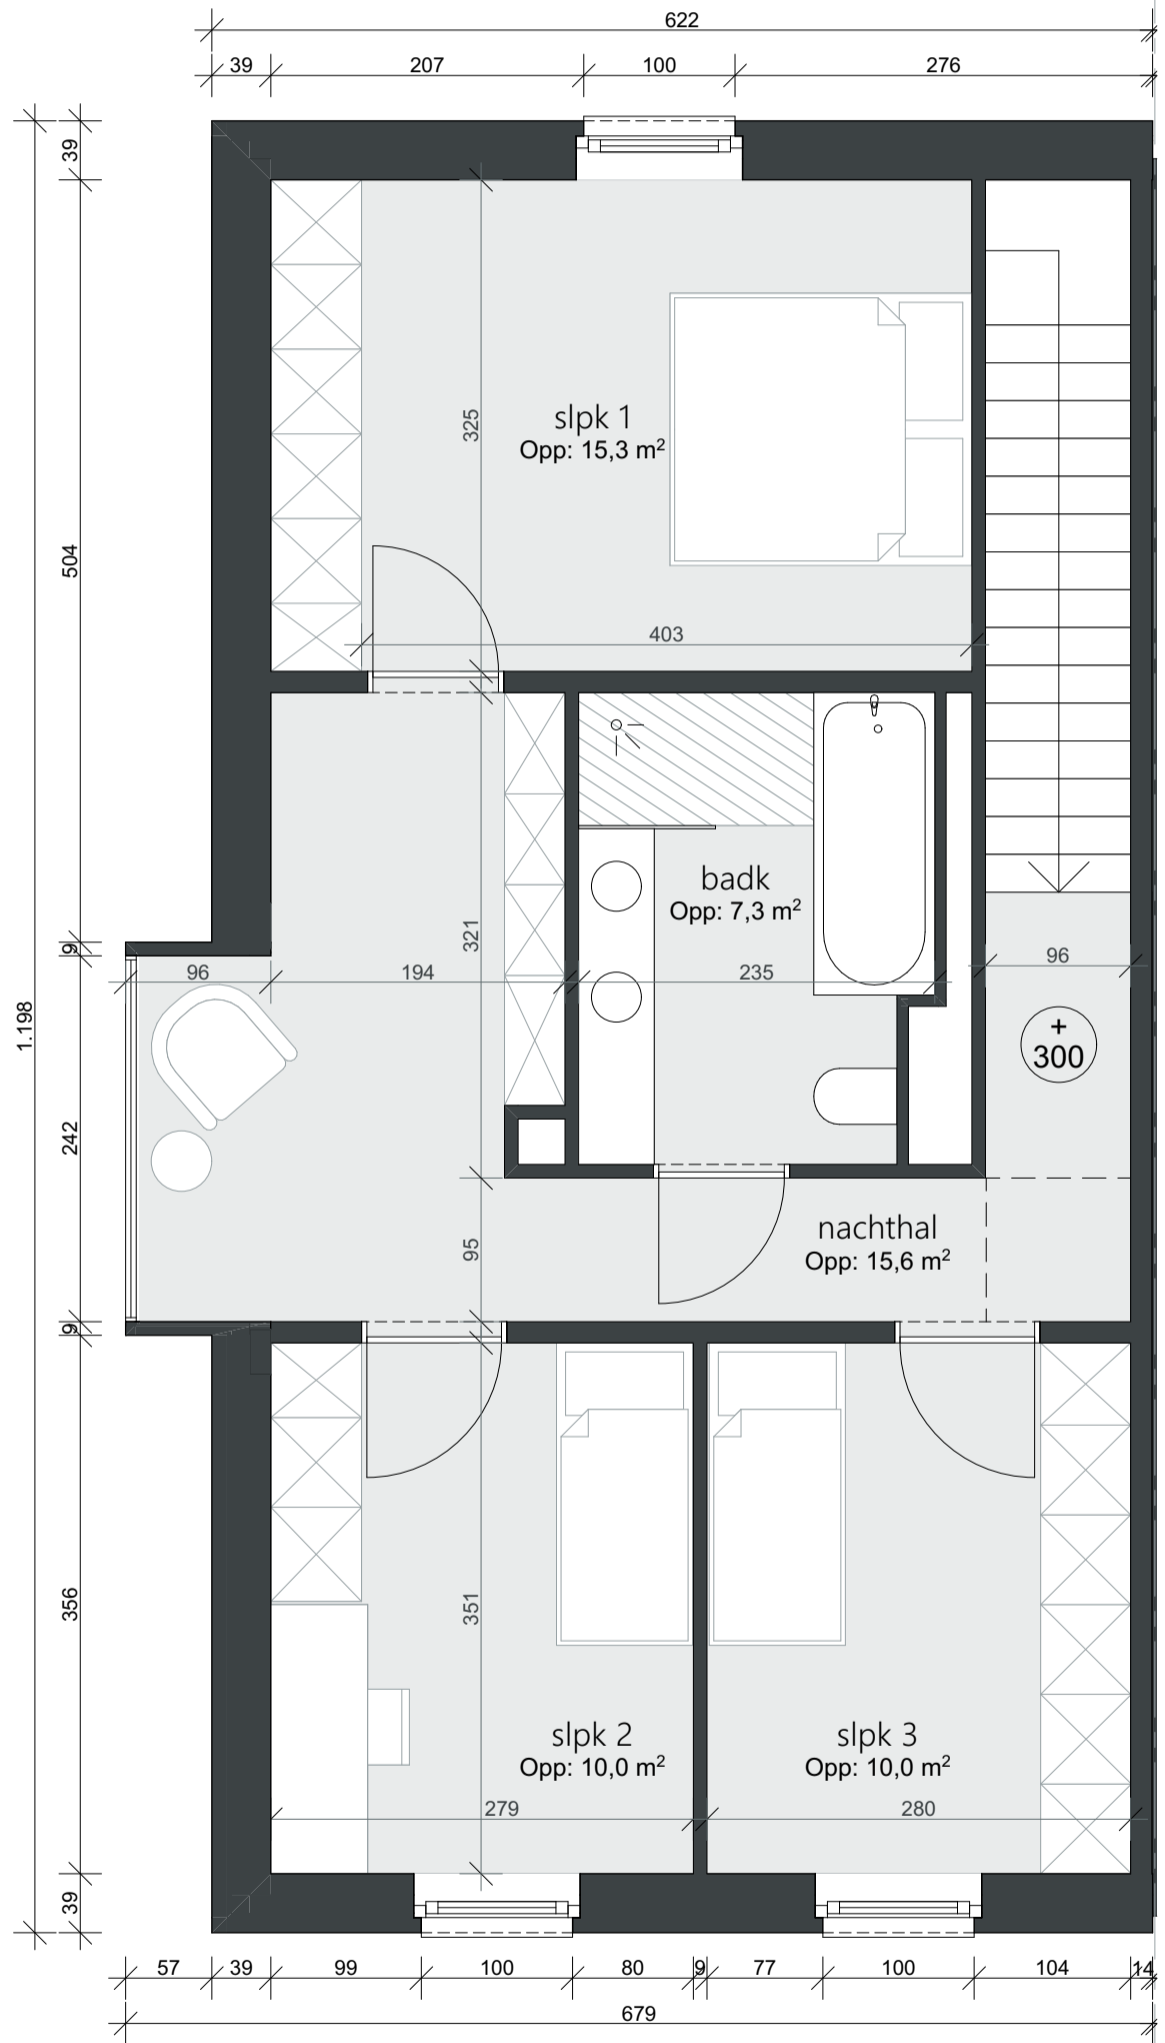 622
39 207 100 276
39
504
9
242
9
356
39
1.198
slpk 1
Opp: 15,3 m²
325
403
badk
Opp: 7,3 m²
321
96 194 235 96
+
300
95
nachthal
Opp: 15,6 m²
351
slpk 2
Opp: 10,0 m²
slpk 3
Opp: 10,0 m²
279 280
57 39 99 100 80 9 77 100 104 14
679